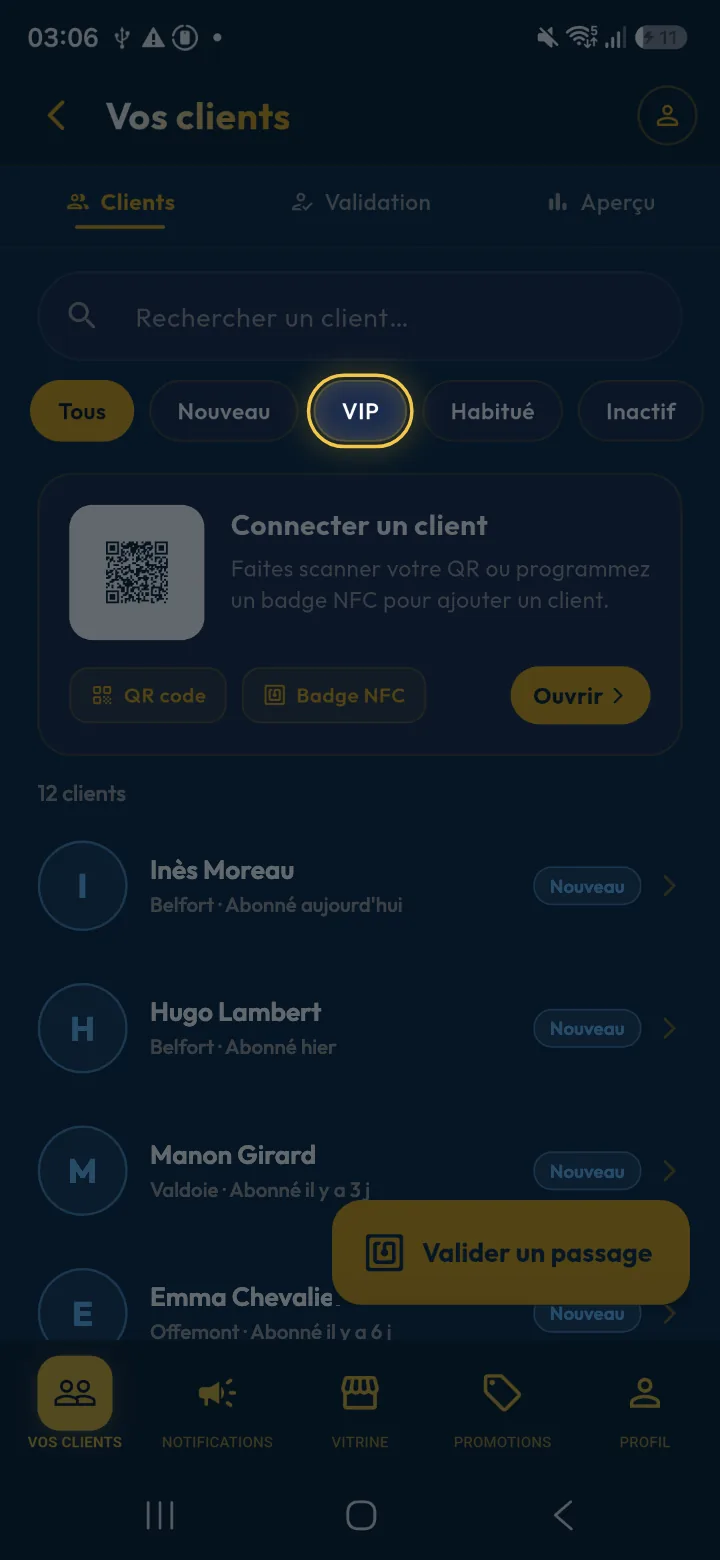 03:06
11
Vos clients
Clients
Validation
Aperçu
Rechercher un client...
Tous
Nouveau
VIP
Habitué
Inactif
Connecter un client
Faites scanner votre QR ou programmez
un badge NFC pour ajouter un client.
QR code
Badge NFC
Ouvrir
12 clients
I
Inès Moreau
Belfort · Abonné aujourd'hui
Nouveau
H
Hugo Lambert
Belfort · Abonné hier
Nouveau
M
Manon Girard
Valdoie · Abonné il y a 3 j
Nouveau
Valider un passage
E
Emma Chevalie
Offemont · Abonné il y a 6 j
Nouveau
VOS CLIENTS
NOTIFICATIONS
VITRINE
PROMOTIONS
PROFIL